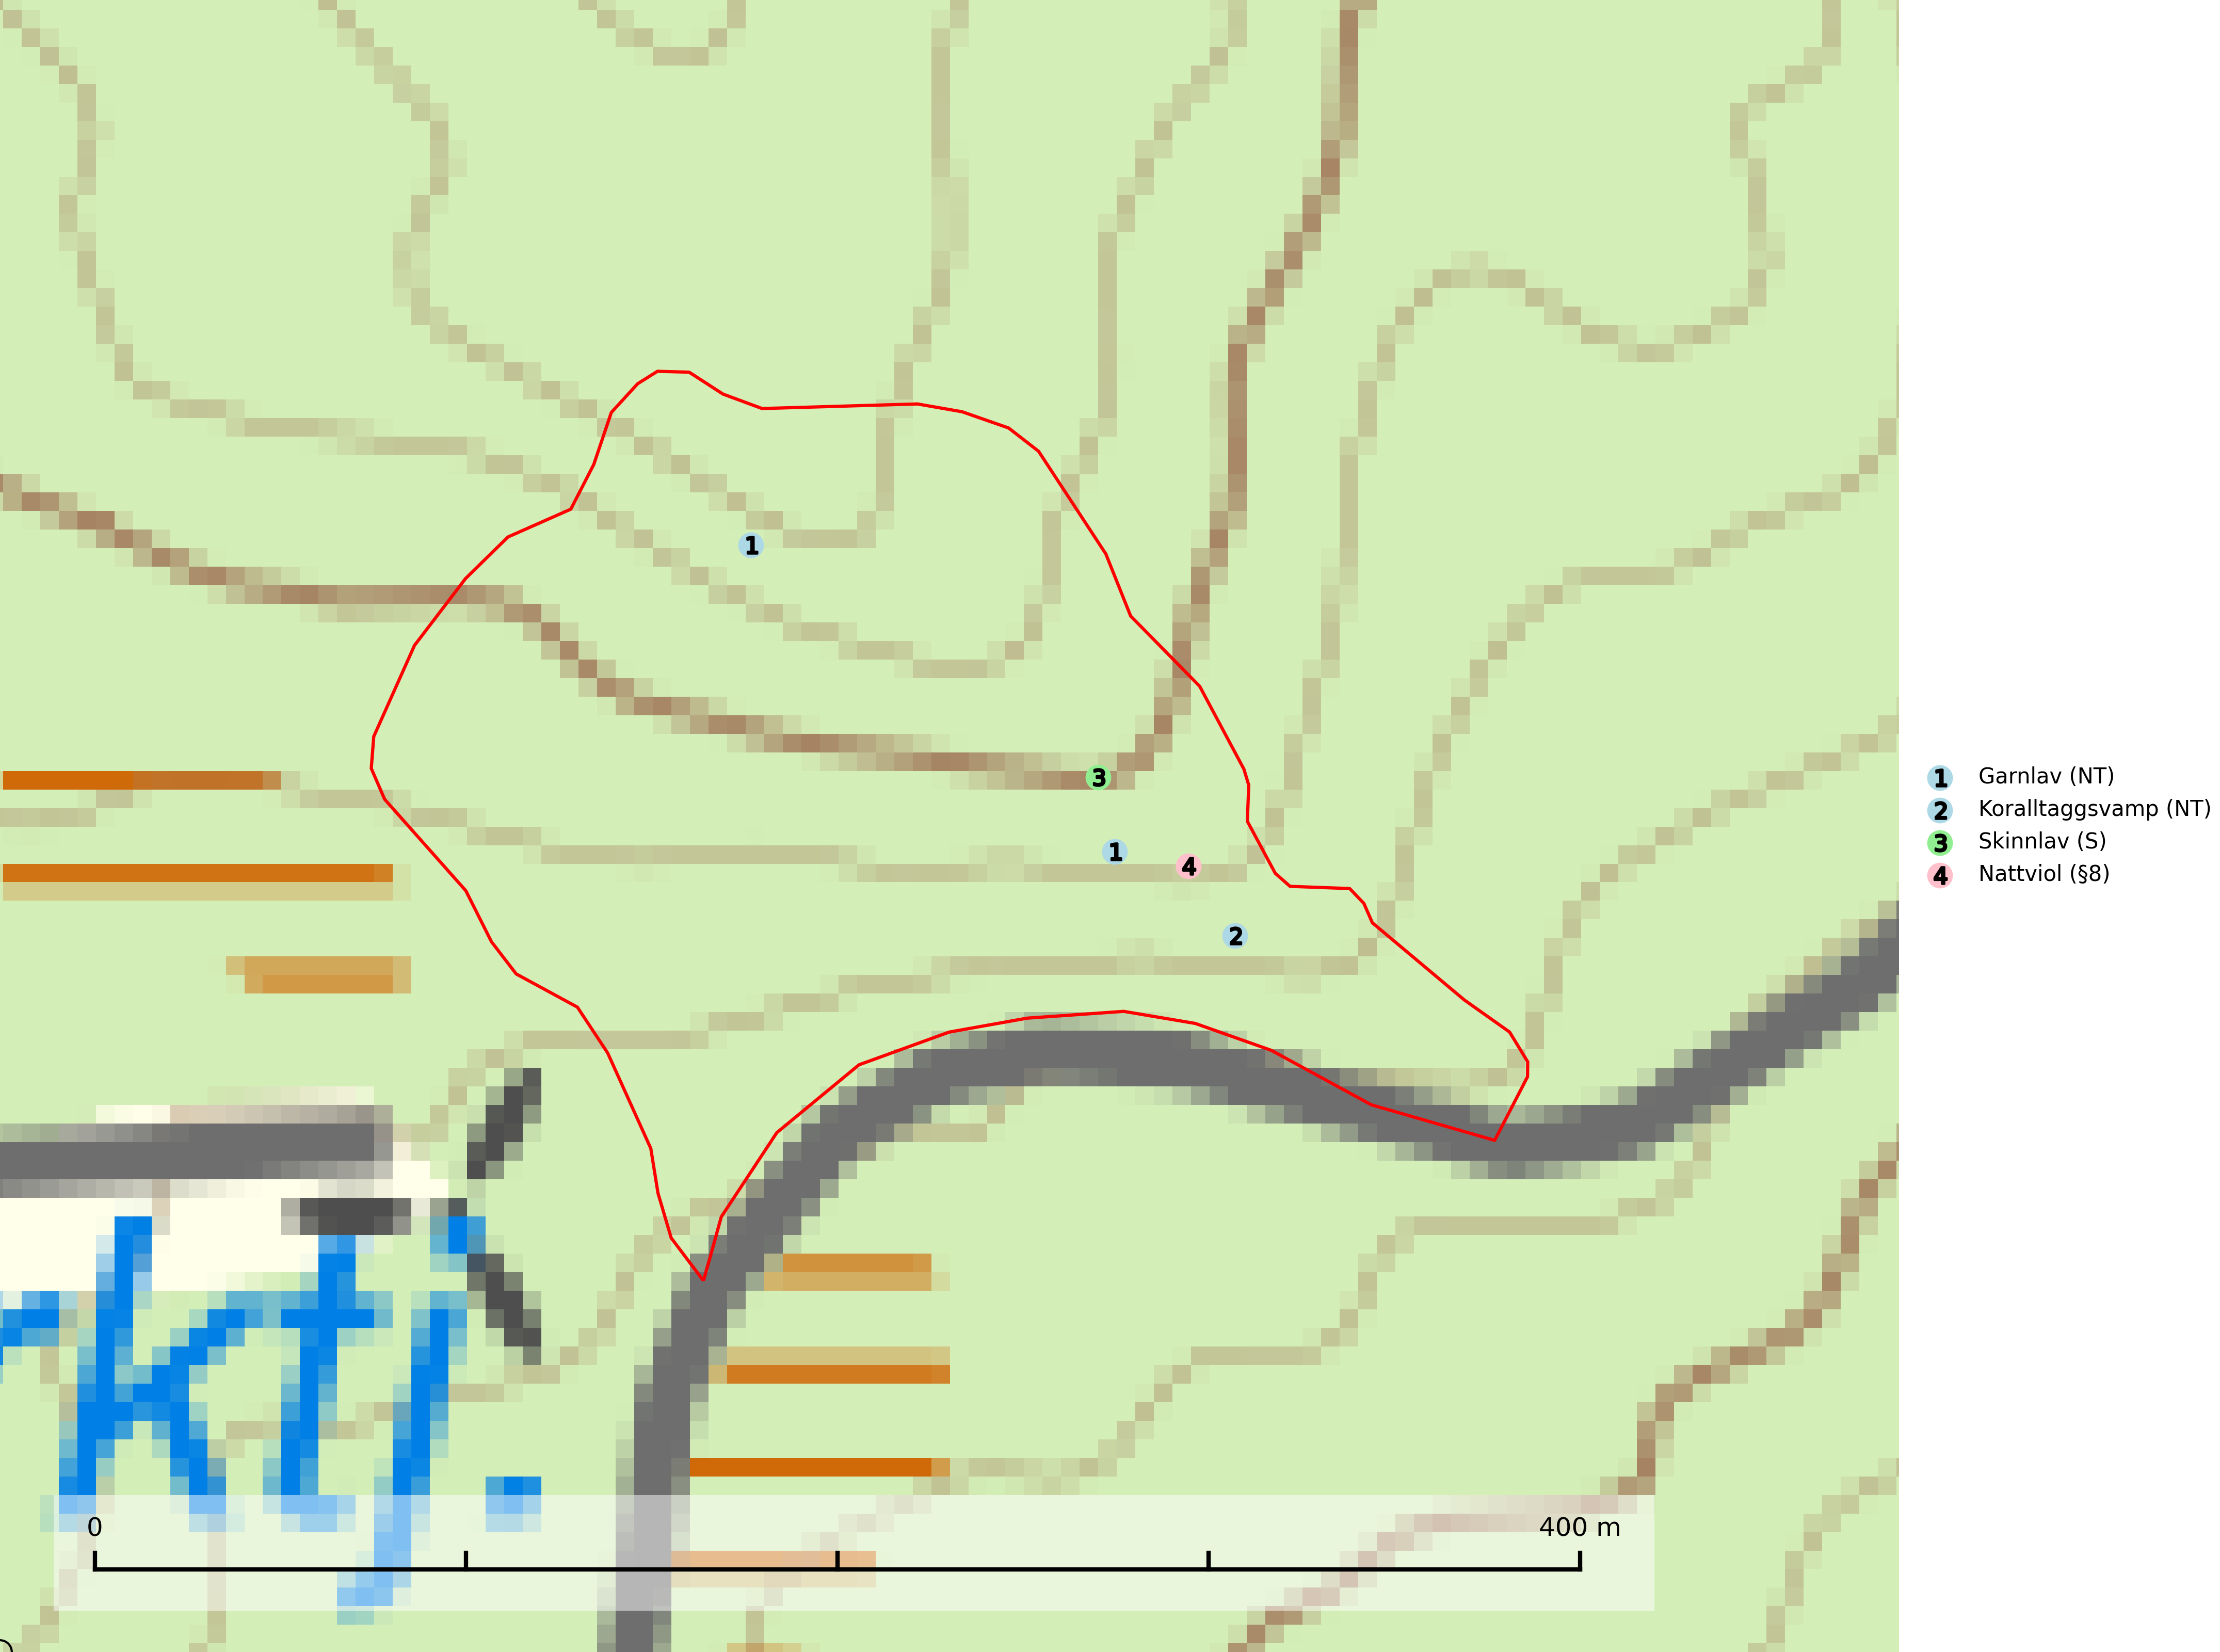 1
3
1
4
2
1 Garnlav (NT)
2 Koralltaggsvamp (NT)
3 Skinnlav (S)
4 Nattviol (§8)
0 400 m